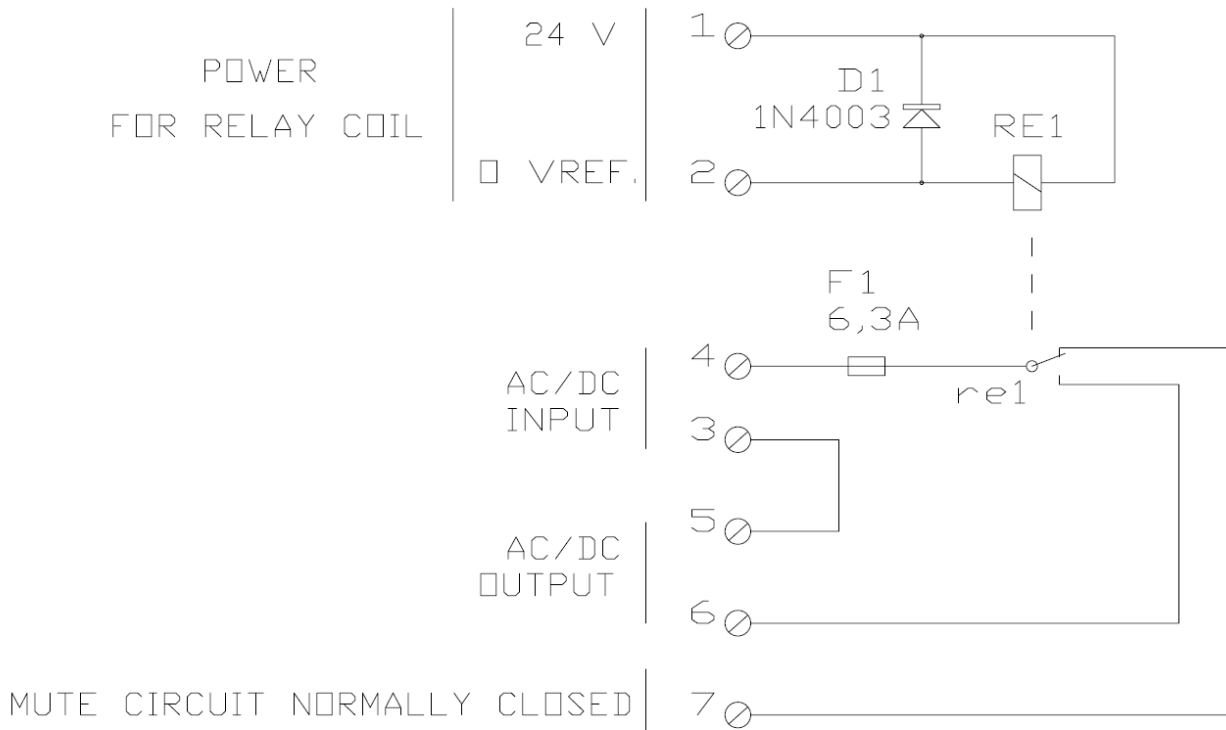 24 V
POWER
FOR RELAY COIL
0 VREF.
1
D1
1N4003
RE1
2
F1
6,3A
4
re1
AC/DC
INPUT
3
5
AC/DC
OUTPUT
6
MUTE CIRCUIT NORMALLY CLOSED
7